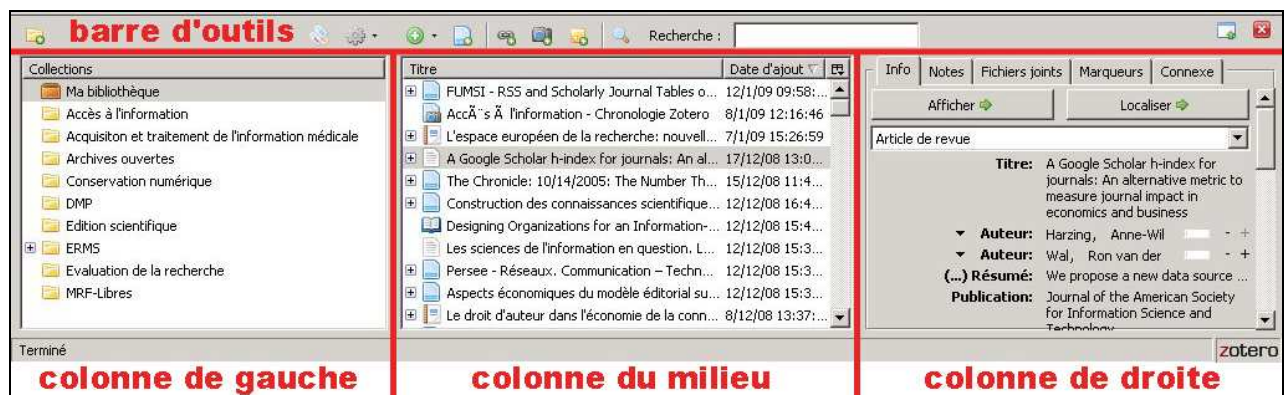 barre d'outils
Recherche :
Collections
Ma bibliothèque
Accès à l'information
Acquisiton et traitement de l'information médicale
Archives ouvertes
Conservation numérique
DMP
Edition scientifique
ERMS
Evaluation de la recherche
MRF-Libres
Titre Date d'ajout
FUMSI - RSS and Scholarly Journal Tables o... 12/1/09 09:58:...
AccÃ¨s Ã l'information - Chronologie Zotero 8/1/09 12:16:46
L'espace européen de la recherche: nouvell... 7/1/09 15:26:59
A Google Scholar h-index for journals: An al... 17/12/08 13:0...
The Chronicle: 10/14/2005: The Number Th... 15/12/08 11:4...
Construction des connaissances scientifique... 12/12/08 16:4...
Designing Organizations for an Information-... 12/12/08 15:4...
Les sciences de l'information en question. L... 12/12/08 15:3...
Persee - Réseaux. Communication – Techn... 12/12/08 15:3...
Aspects économiques du modèle éditorial su... 12/12/08 15:3...
Le droit d'auteur dans l'économie de la conn... 8/12/08 13:37:...
Info Notes Fichiers joints Marqueurs Connexe
Afficher Localiser
Article de revue
Titre: A Google Scholar h-index for
journals: An alternative metric to
measure journal impact in
economics and business
Auteur: Harzing, Anne-Wil - +
Auteur: Wal, Ron van der - +
(...) Résumé: We propose a new data source ...
Publication: Journal of the American Society
for Information Science and
Technology
Terminé
zotero
colonne de gauche
colonne du milieu
colonne de droite